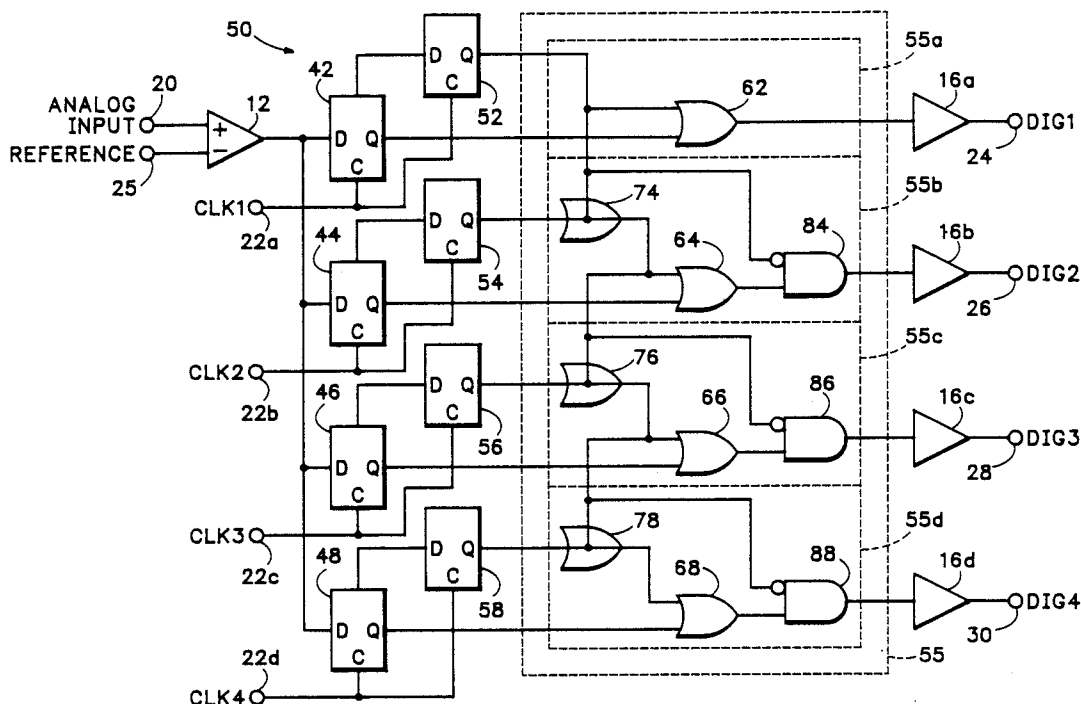 50
55a
42
D Q
C
52
62
16a
ANALOG
INPUT
20
12
+
−
REFERENCE
25
D Q
C
DIG1
24
CLK1
22a
55b
74
84
44
D Q
C
54
64
16b
D Q
C
DIG2
26
CLK2
22b
55c
76
86
46
D Q
C
56
66
16c
D Q
C
DIG3
28
CLK3
22c
55d
78
88
48
D Q
C
58
68
16d
D Q
C
DIG4
30
22d
CLK4
55